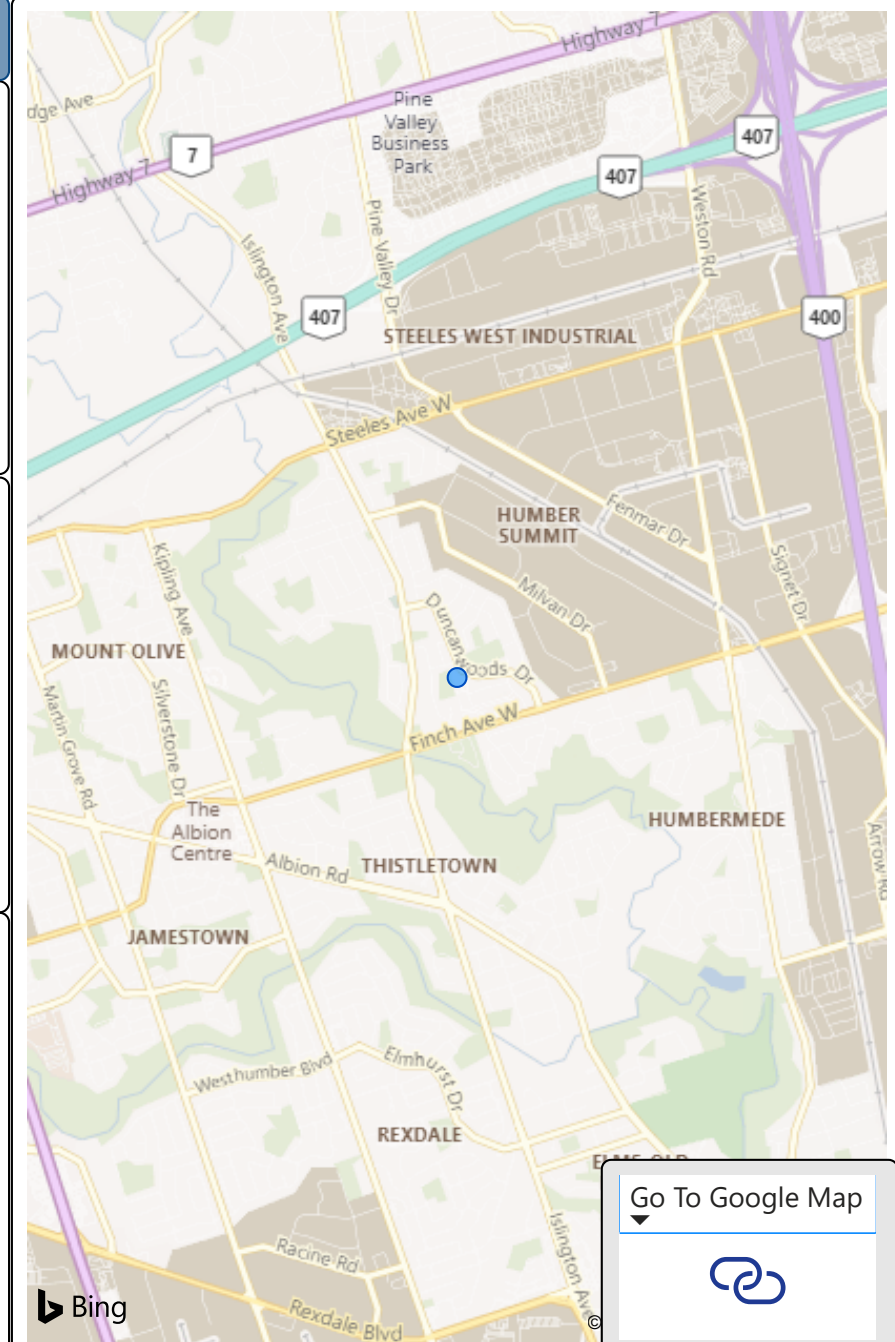 Highway 7
dge Ave
Pine
Valley
Business
Park
407
7
407
Highway 7
Pine Valley Dr
Weston Rd
Islington Ave
407
400
STEELES WEST INDUSTRIAL
Steeles Ave W
HUMBER
SUMMIT
Fenmar Dr
Kipling Ave
Signet Dr
Milvan Dr
Duncanwoods Dr
MOUNT OLIVE
Silverstone Dr
Martin Grove Rd
Finch Ave W
The
Albion
Centre
HUMBERMEDE
Arrow Rd
Albion Rd
THISTLETOWN
JAMESTOWN
Westhumber Blvd
Elmhurst Dr
REXDALE
Go To Google Map
Islington Ave
Racine Rd
Rexdale Blvd
Bing
©